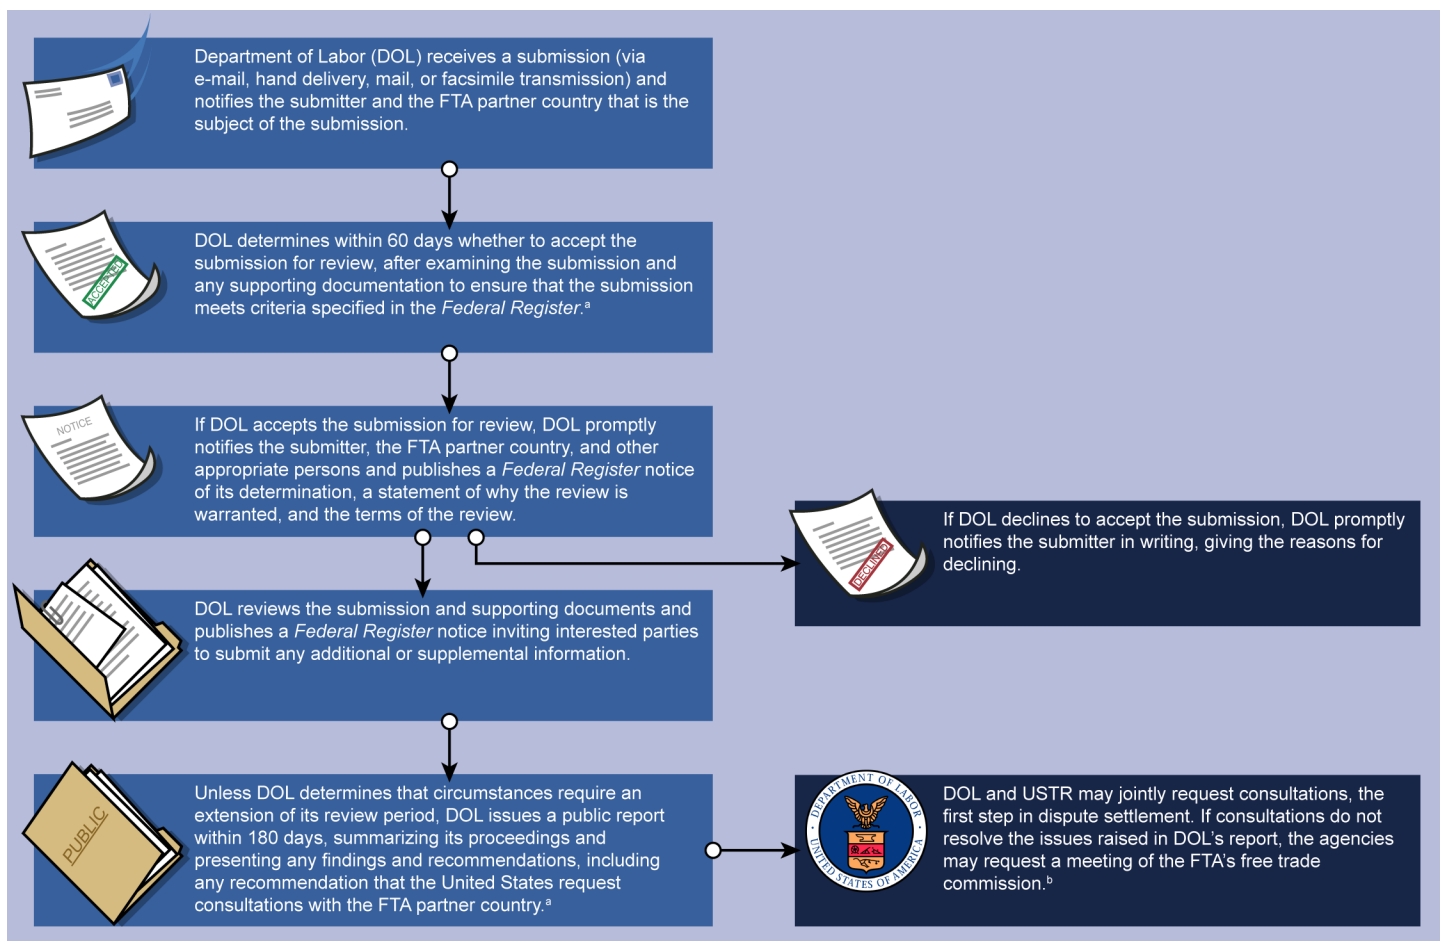 Department of Labor (DOL) receives a submission (via
e-mail, hand delivery, mail, or facsimile transmission) and
notifies the submitter and the FTA partner country that is the
subject of the submission.
DOL determines within 60 days whether to accept the
submission for review, after examining the submission and
any supporting documentation to ensure that the submission
meets criteria specified in the Federal Register.a
ACCEPTED
If DOL accepts the submission for review, DOL promptly
notifies the submitter, the FTA partner country, and other
appropriate persons and publishes a Federal Register notice
of its determination, a statement of why the review is
warranted, and the terms of the review.
NOTICE
If DOL declines to accept the submission, DOL promptly
notifies the submitter in writing, giving the reasons for
declining.
DECLINED
DOL reviews the submission and supporting documents and
publishes a Federal Register notice inviting interested parties
to submit any additional or supplemental information.
Unless DOL determines that circumstances require an
extension of its review period, DOL issues a public report
within 180 days, summarizing its proceedings and
presenting any findings and recommendations, including
any recommendation that the United States request
consultations with the FTA partner country.a
PUBLIC
DOL and USTR may jointly request consultations, the
first step in dispute settlement. If consultations do not
resolve the issues raised in DOL's report, the agencies
may request a meeting of the FTA's free trade
commission.b
DEPARTMENT OF LABOR
UNITED STATES OF AMERICA